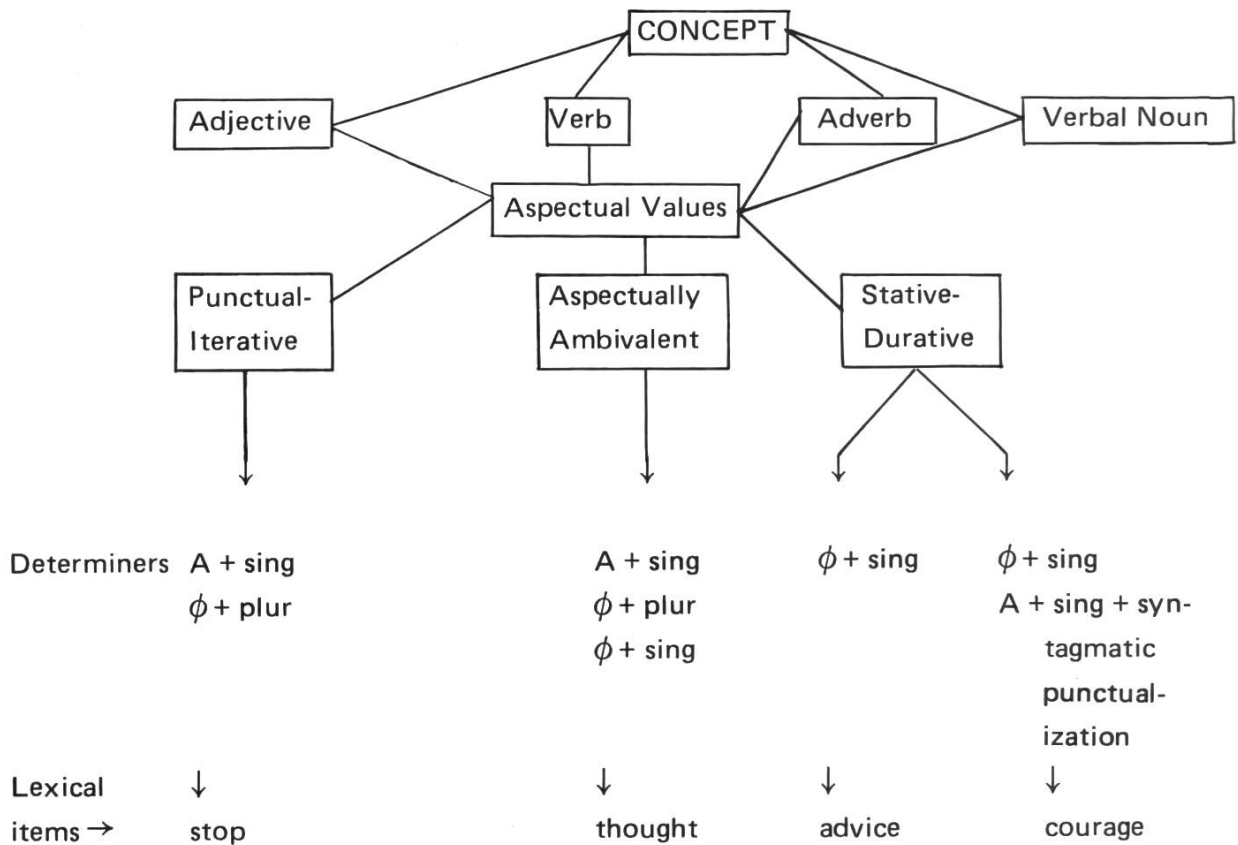 CONCEPT
Adjective
Verb
Adverb
Verbal Noun
Aspectual Values
Punctual-
Iterative
Aspectually
Ambivalent
Stative-
Durative
Determiners
A + sing
ϕ + plur
A + sing
ϕ + plur
ϕ + sing
ϕ + sing
ϕ + sing
A + sing + syn-
tagmatic
punctual-
ization
Lexical
items →
↓
stop
↓
thought
↓
advice
↓
courage